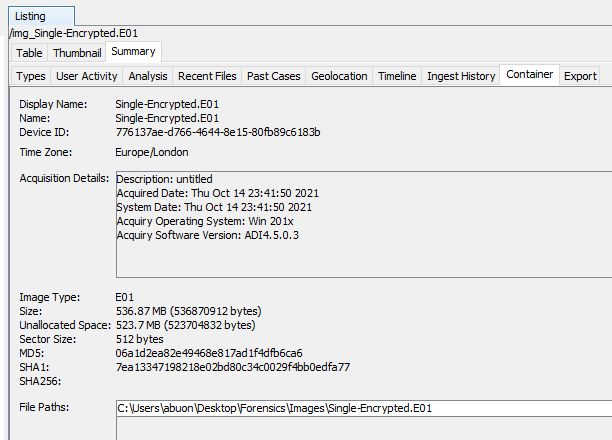 Listing
/img_Single-Encrypted.E01
Table Thumbnail Summary
Types User Activity Analysis Recent Files Past Cases Geolocation Timeline Ingest History Container Export
Display Name: Single-Encrypted.E01
Name: Single-Encrypted.E01
Device ID: 776137ae-d766-4644-8e15-80fb89c6183b
Time Zone: Europe/London
Acquisition Details: Description: untitled
Acquired Date: Thu Oct 14 23:41:50 2021
System Date: Thu Oct 14 23:41:50 2021
Acquiry Operating System: Win 201x
Acquiry Software Version: ADI4.5.0.3
Image Type: E01
Size: 536.87 MB (536870912 bytes)
Unallocated Space: 523.7 MB (523704832 bytes)
Sector Size: 512 bytes
MD5: 06a1d2ea82e49468e817ad1f4dfb6ca6
SHA1: 7ea13347198218e02bd80c34c0029f4bb0edfa77
SHA256:
File Paths: C:\Users\abuon\Desktop\Forensics\Images\Single-Encrypted.E01